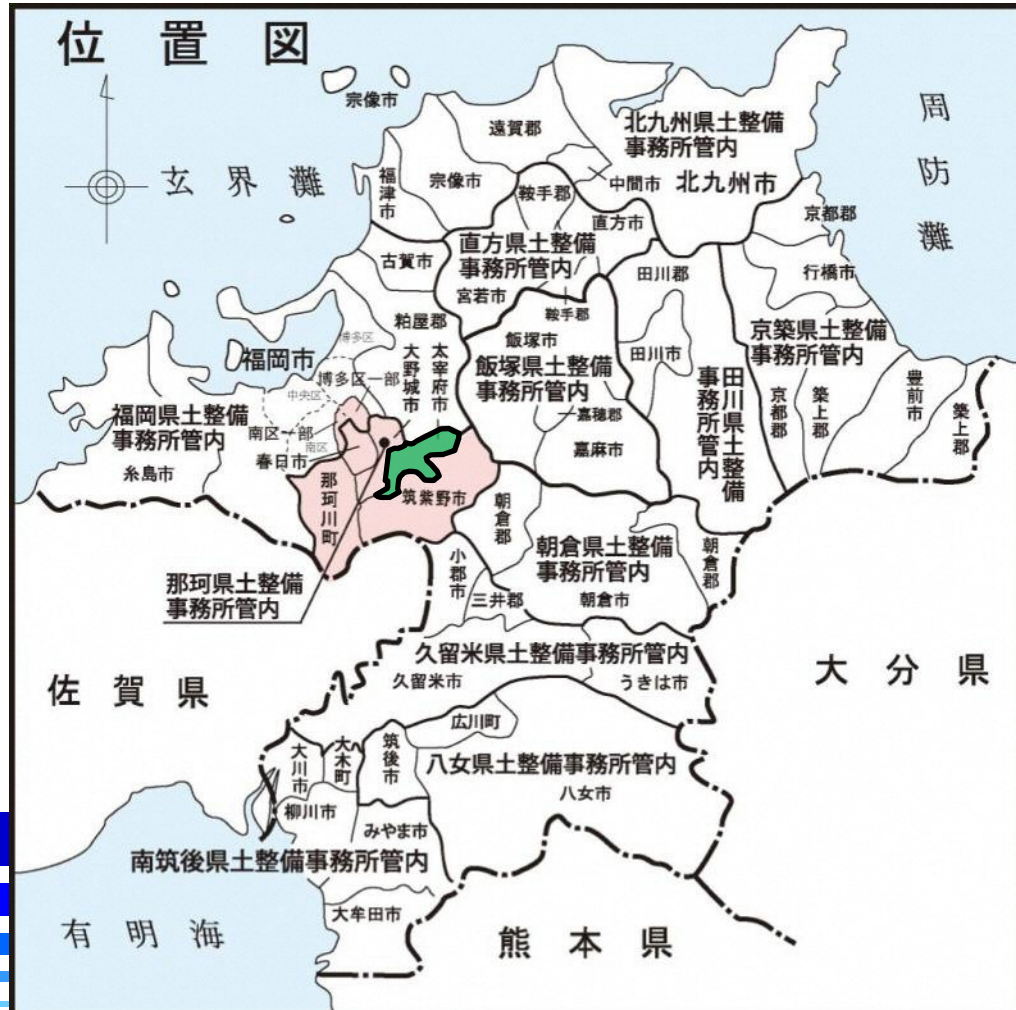 位置図
宗像市
玄界灘
周防灘
遠賀郡
北九州県土整備
事務所管内
福津市
宗像市
鞍手郡
中間市
北九州市
直方市
京都郡
直方県土整備
事務所管内
古賀市
田川郡
行橋市
宮若市
鞍手郡
粕屋郡
飯塚市
京築県土整備
事務所管内
博多区
福岡市
大野城市
太宰府市
飯塚県土整備
事務所管内
田川市
田川県土整備
事務所管内
博多区一部
中央区
京都郡
築上郡
豊前市
築上郡
福岡県土整備
事務所管内
嘉穂郡
南区一部
南区
嘉麻市
春日市
糸島市
那珂川町
筑紫野市
朝倉郡
朝倉県土整備
事務所管内
朝倉郡
小郡市
那珂県土整備
事務所管内
三井郡
朝倉市
久留米県土整備事務所管内
久留米市
うきは市
佐賀県
大分県
広川町
大川市
大木町
筑後市
八女県土整備事務所管内
八女市
柳川市
みやま市
南筑後県土整備事務所管内
大牟田市
有明海
熊本県